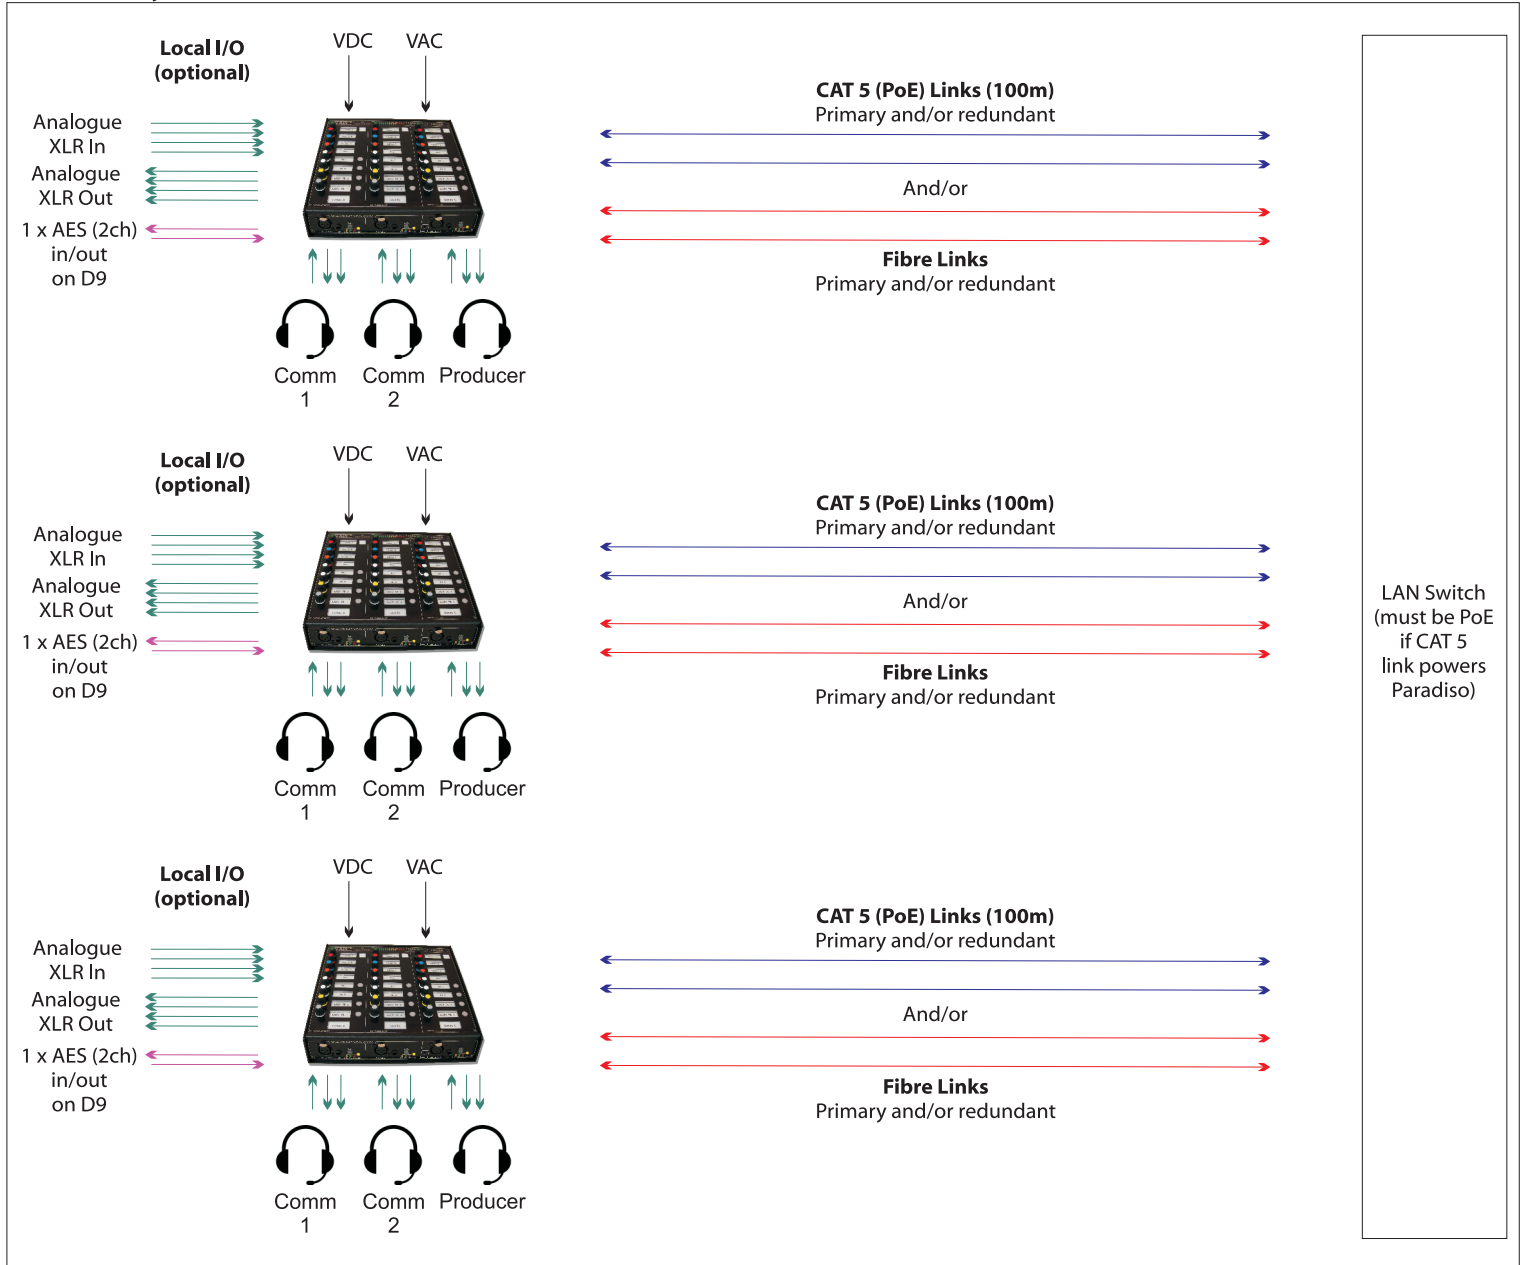 VDC
VAC
Local I/O
(optional)
Analogue
XLR In
Analogue
XLR Out
1 x AES (2ch)
in/out
on D9
CAT 5 (PoE) Links (100m)
Primary and/or redundant
And/or
Fibre Links
Primary and/or redundant
Comm
1
Comm
2
Producer
VDC
VAC
Local I/O
(optional)
Analogue
XLR In
Analogue
XLR Out
1 x AES (2ch)
in/out
on D9
CAT 5 (PoE) Links (100m)
Primary and/or redundant
And/or
Fibre Links
Primary and/or redundant
Comm
1
Comm
2
Producer
VDC
VAC
Local I/O
(optional)
Analogue
XLR In
Analogue
XLR Out
1 x AES (2ch)
in/out
on D9
CAT 5 (PoE) Links (100m)
Primary and/or redundant
And/or
Fibre Links
Primary and/or redundant
Comm
1
Comm
2
Producer
LAN Switch
(must be PoE
if CAT 5
link powers
Paradiso)